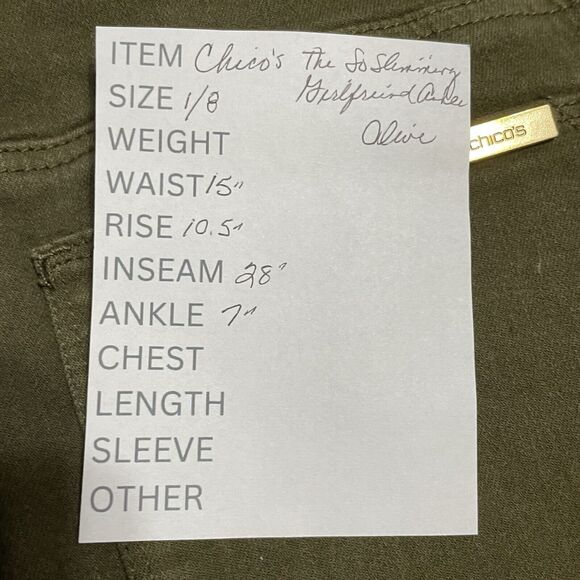 ITEM Chico's The So Slimming
Girlfriend Ankle
SIZE 1/8
Olive
WEIGHT
chico's
WAIST 15"
RISE 10.5"
INSEAM 28"
ANKLE 7"
CHEST
LENGTH
SLEEVE
OTHER